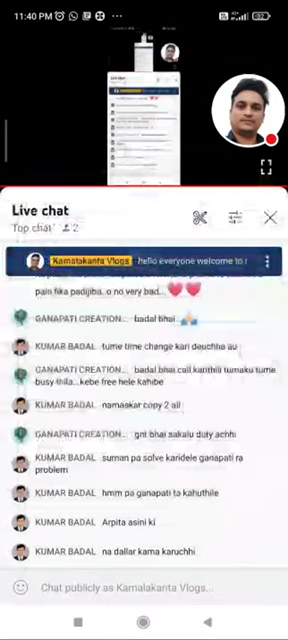 11:40 PM
92
Live chat
Top chat 2
Kamalakanta Vlogs hello everyone welcome to
pain fika padijiba..o no very bad...❤️❤️
GANAPATI CREATION... badal bhai..🙏
KUMAR BADAL tume time change kari deuchha au
GANAPATI CREATION... badal bhai call kanthili tumaku tume
busy thila...kebe free hele kahibe
KUMAR BADAL namaskar copy 2 all
GANAPATI CREATION... gnt bhai sakalu duty achhi
KUMAR BADAL suman pa solve karidele ganapati ra
problem
KUMAR BADAL hmm pa ganapati ta kahuthile
KUMAR BADAL Arpita asini ki
KUMAR BADAL na dallar kama karuchhi
Chat publicly as Kamalakanta Vlogs...